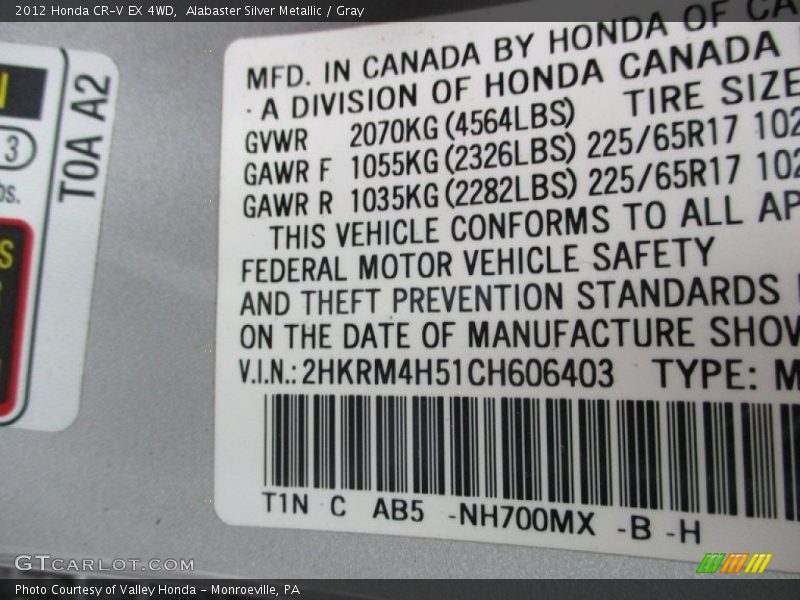 2012 Honda CR-V EX 4WD,  Alabaster Silver Metallic / Gray
MFD. IN CANADA BY HONDA OF CA
A DIVISION OF HONDA CANADA
TIRE SIZE
GVWR 2070KG (4564LBS)
GAWR F 1055KG (2326LBS) 225/65R17 102
GAWR R 1035KG (2282LBS) 225/65R17 102
THIS VEHICLE CONFORMS TO ALL AP
FEDERAL MOTOR VEHICLE SAFETY
AND THEFT PREVENTION STANDARDS
ON THE DATE OF MANUFACTURE SHOW
V.I.N.: 2HKRM4H51CH606403 TYPE: M
T1N C AB5 -NH700MX -B -H
T0A A2
3
GTCARLOT.COM
Photo Courtesy of Valley Honda - Monroeville, PA